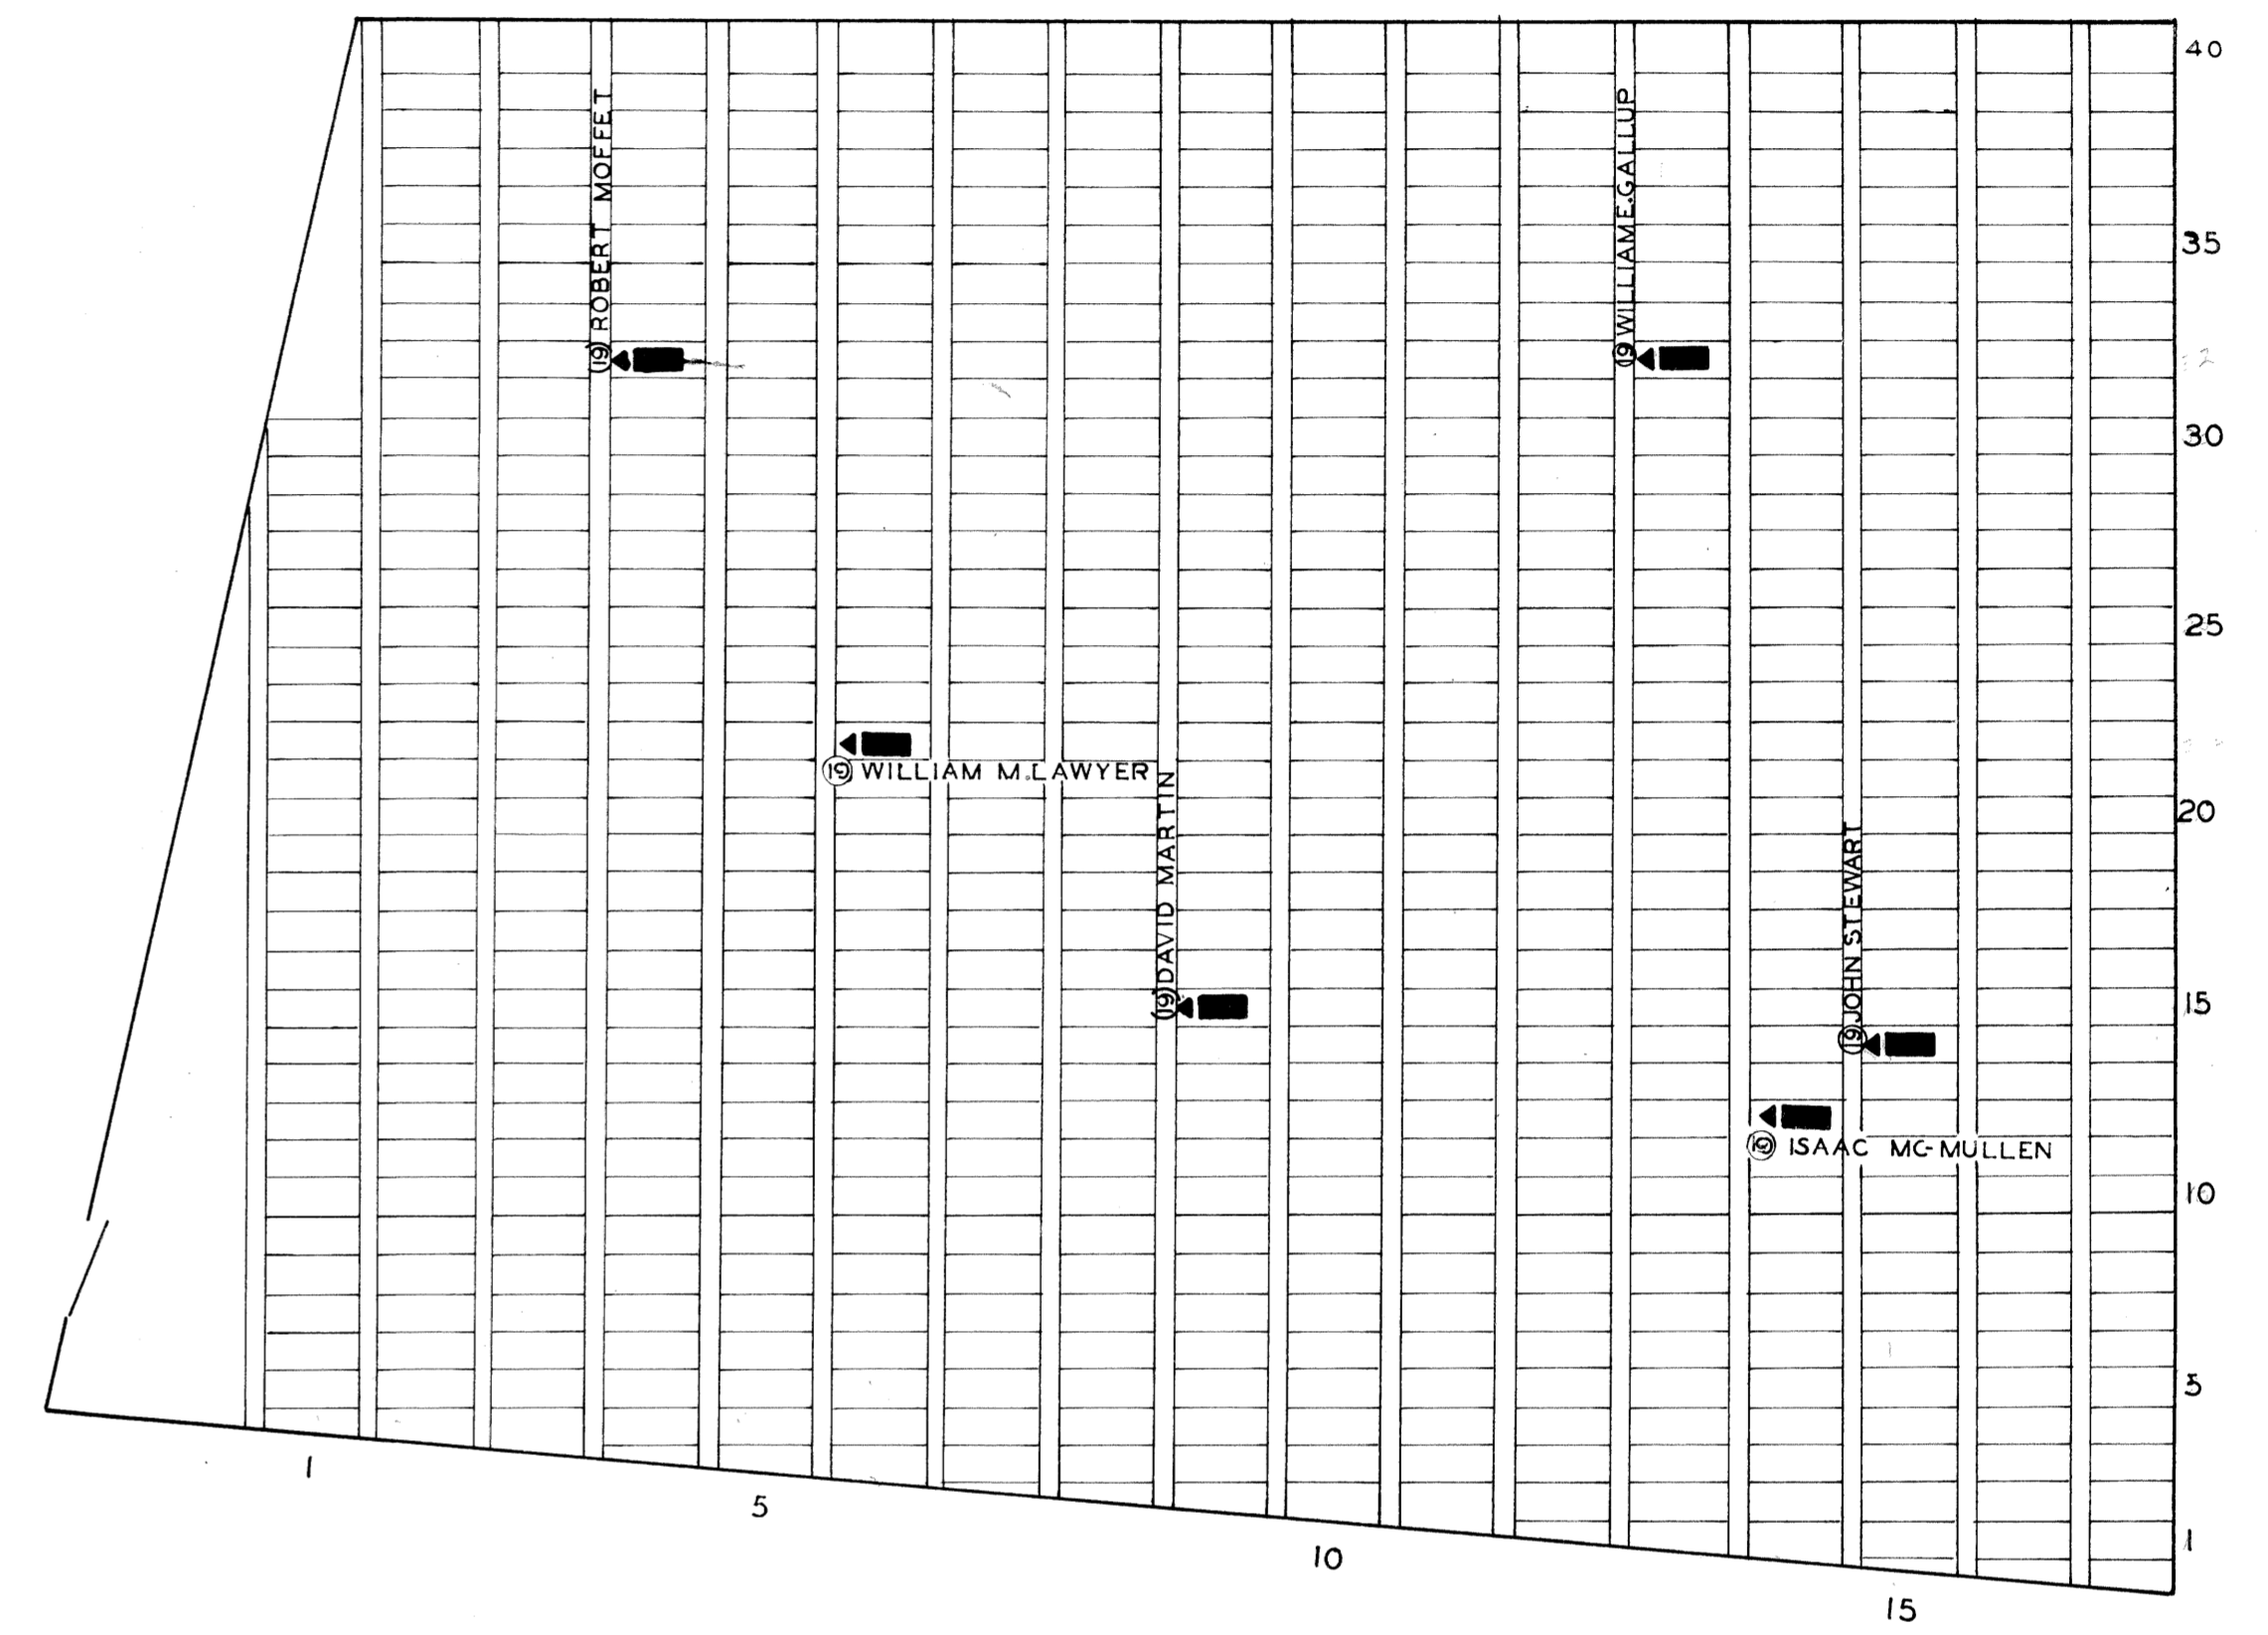 40
(19) ROBERT MOFFET
(19) WILLIAM E. GALLUP
35
32
30
25
(19) WILLIAM M. LAWYER
(19) DAVID MARTIN
20
(19) JOHN STEWART
15
(19) ISAAC MC-MULLEN
10
5
1
1
5
10
15